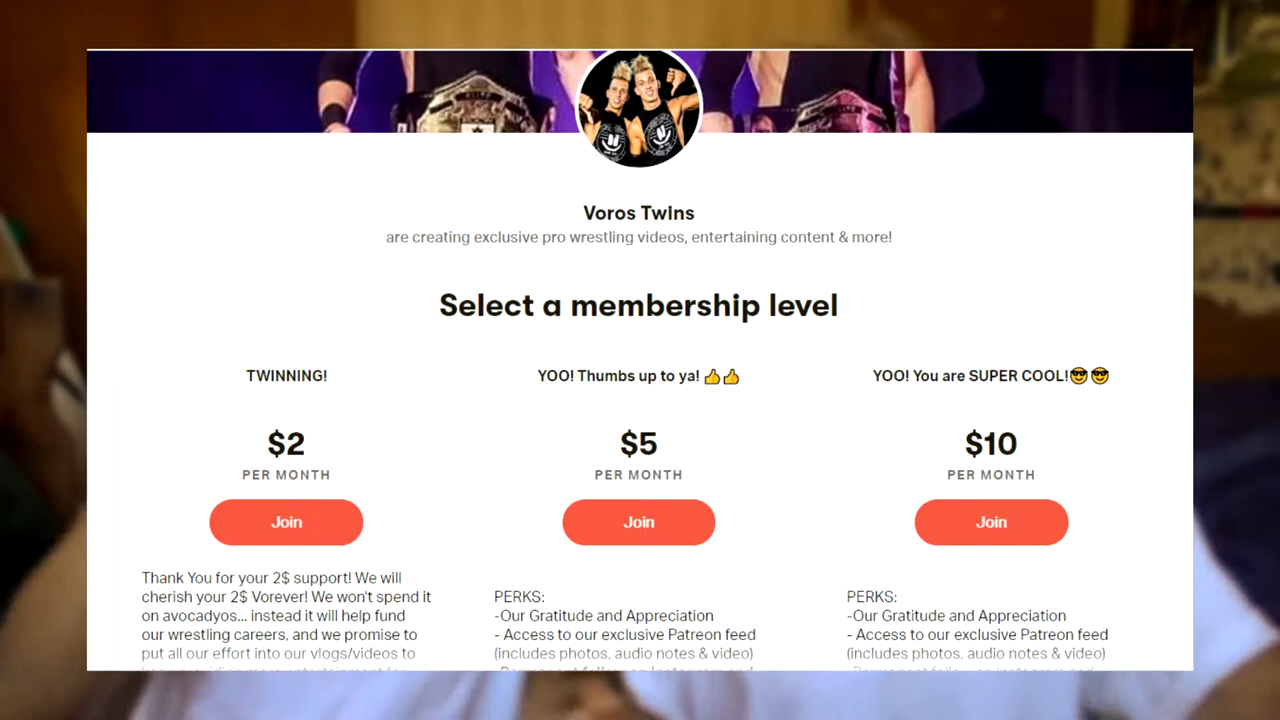 Voros Twins
are creating exclusive pro wrestling videos, entertaining content & more!
Select a membership level
TWINNING!
$2
PER MONTH
Join
Thank You for your 2$ support! We will
cherish your 2$ Vorever! We won't spend it
on avocadyos... instead it will help fund
our wrestling careers, and we promise to
put all our effort into our vlogs/videos to
YOO! Thumbs up to ya! 👍👍
$5
PER MONTH
Join
PERKS:
-Our Gratitude and Appreciation
- Access to our exclusive Patreon feed
(includes photos, audio notes & video)
YOO! You are SUPER COOL!😎😎
$10
PER MONTH
Join
PERKS:
-Our Gratitude and Appreciation
- Access to our exclusive Patreon feed
(includes photos, audio notes & video)